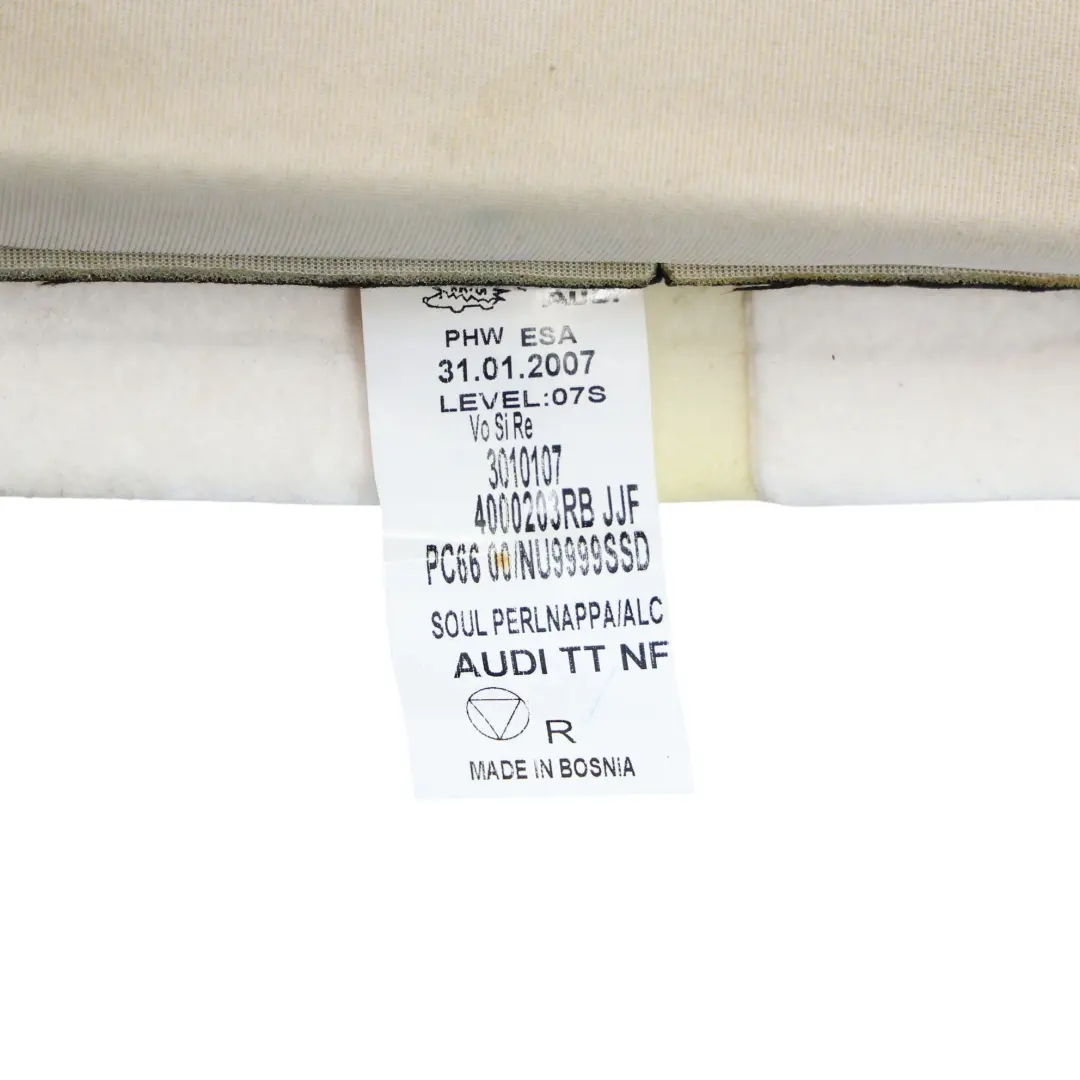 AUDI
PHW ESA
31.01.2007
LEVEL:07S
Vo Si Re
3010107
4000203RB JJF
PC66 00/NU9999SSD
SOUL PERLNAPPA/ALC
AUDI TT NF
R
MADE IN BOSNiA